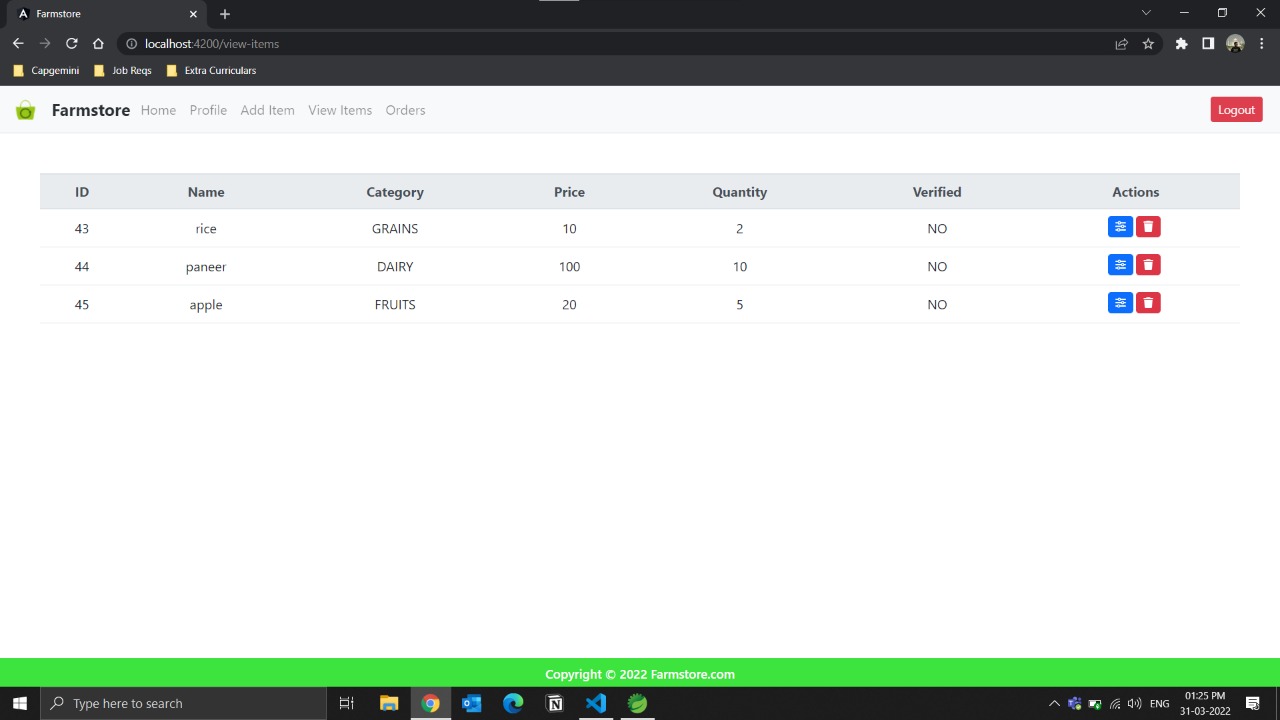 Farmstore
localhost:4200/view-items
Capgemini Job Reqs Extra Curriculars
Farmstore Home Profile Add Item View Items Orders Logout
ID Name Category Price Quantity Verified Actions
43 rice GRAINS 10 2 NO
44 paneer DAIRY 100 10 NO
45 apple FRUITS 20 5 NO
Copyright © 2022 Farmstore.com
Type here to search
ENG
01:25 PM
31-03-2022